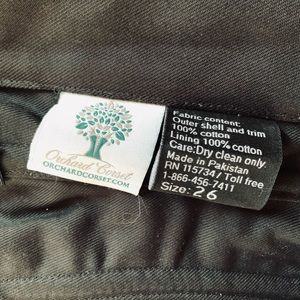 Orchard Corset
ORCHARDCORSET.COM
Fabric content:
Outer shell and trim
100% cotton
Lining 100% cotton
Care:Dry clean only
Made in Pakistan
RN 115734 / Toll free
1-866-456-7411
Size: 26